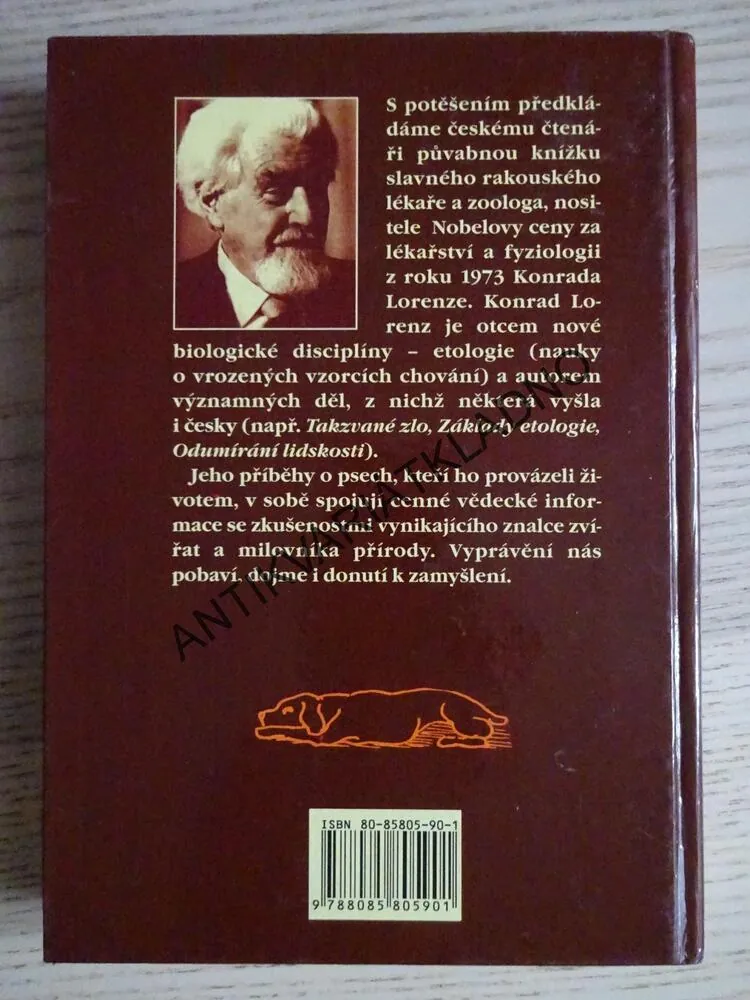 S potěšením předklá-
dáme českému čtená-
ři půvabnou knížku
slavného rakouského
lékaře a zoologa, nosi-
tele Nobelovy ceny za
lékařství a fyziologii
z roku 1973 Konrada
Lorenze. Konrad Lo-
renz je otcem nové
biologické disciplíny – etologie (nauky
o vrozených vzorcích chování) a autorem
významných děl, z nichž některá vyšla
i česky (např. Takzvané zlo, Základy etologie,
Odumírání lidskosti).
Jeho příběhy o psech, kteří ho provázeli ži-
votem, v sobě spojují cenné vědecké infor-
mace se zkušenostmi vynikajícího znalce zví-
řat a milovníka přírody. Vyprávění nás
pobaví, dojme i donutí k zamyšlení.
ANTIKVARIATKLADNO
ISBN 80-85805-90-1
9 788085 805901